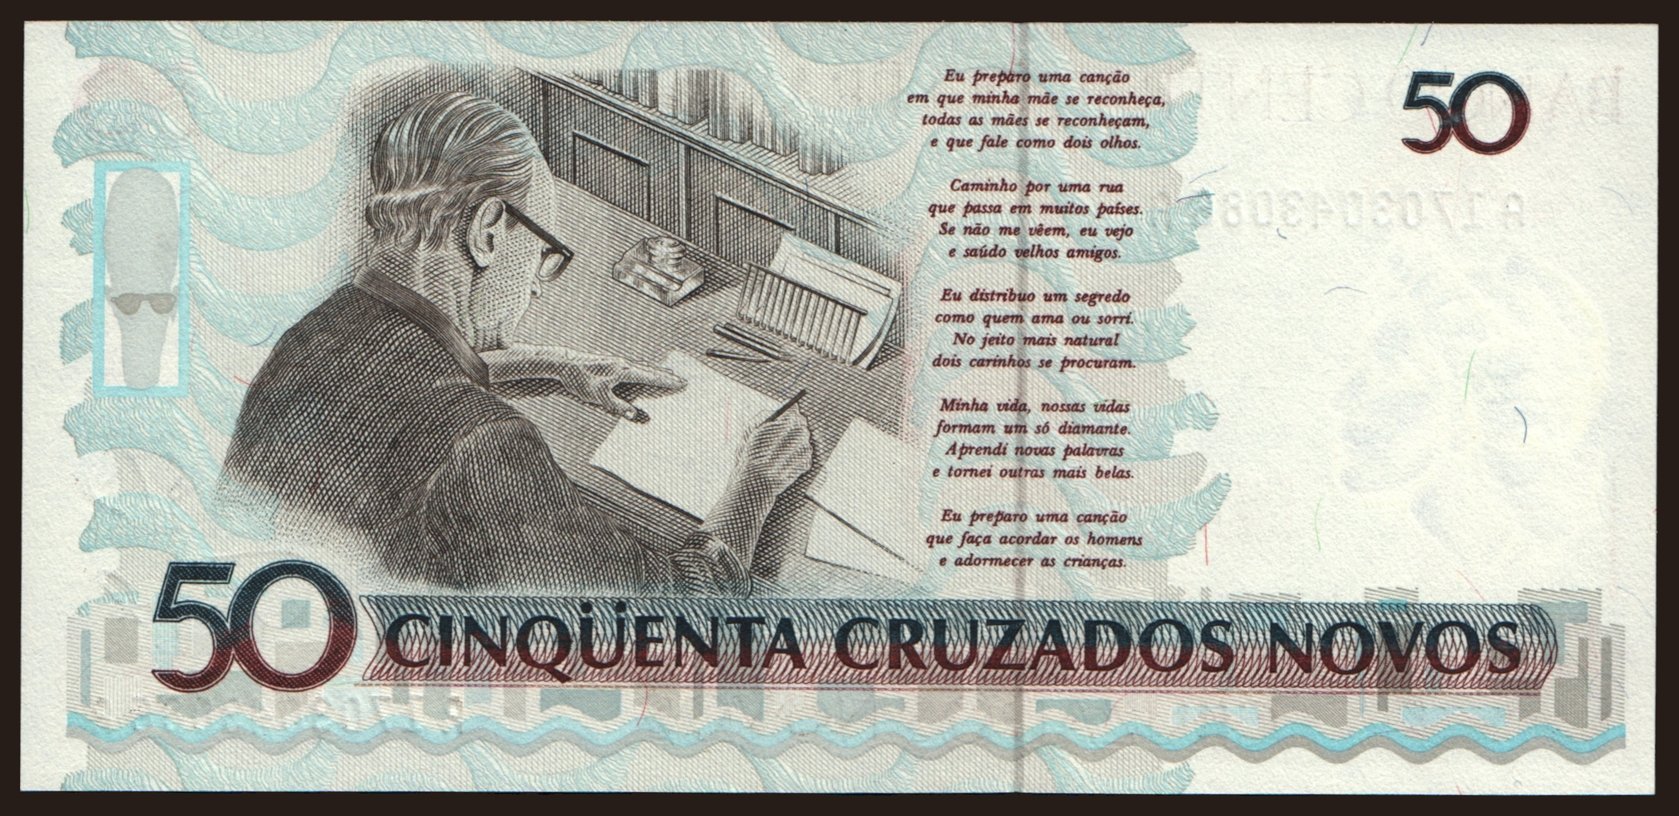 Eu preparo uma canção
em que minha mãe se reconheça,
todas as mães se reconheçam,
e que fale como dois olhos.
Caminho por uma rua
que passa em muitos países.
Se não me vêem, eu vejo
e saúdo velhos amigos.
Eu distribuo um segredo
como quem ama ou sorri.
No jeito mais natural
dois carinhos se procuram.
Minha vida, nossas vidas
formam um só diamante.
Aprendi novas palavras
e tornei outras mais belas.
Eu preparo uma canção
que faça acordar os homens
e adormecer as crianças.
50
50 CINQÜENTA CRUZADOS NOVOS